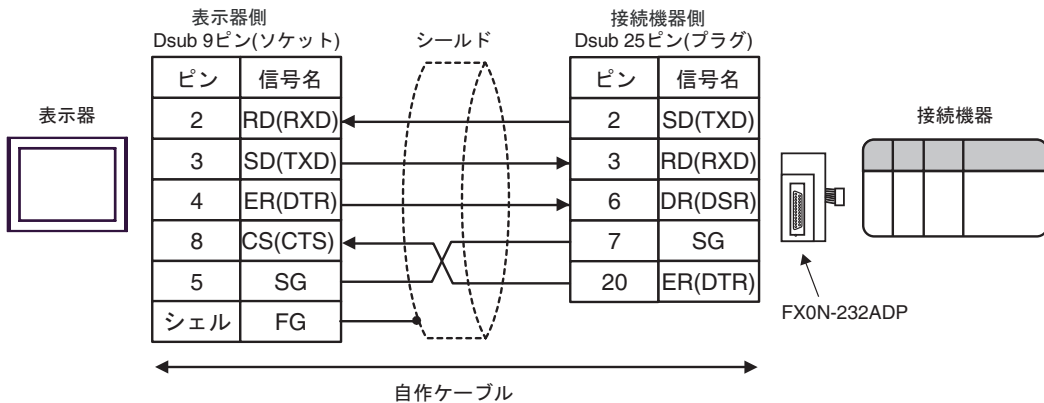 表示器側
Dsub 9ピン(ソケット)
シールド
接続機器側
Dsub 25ピン(プラグ)
表示器
接続機器
ピン 信号名
2 RD(RXD)
3 SD(TXD)
4 ER(DTR)
8 CS(CTS)
5 SG
シェル FG
ピン 信号名
2 SD(TXD)
3 RD(RXD)
6 DR(DSR)
7 SG
20 ER(DTR)
FX0N-232ADP
自作ケーブル